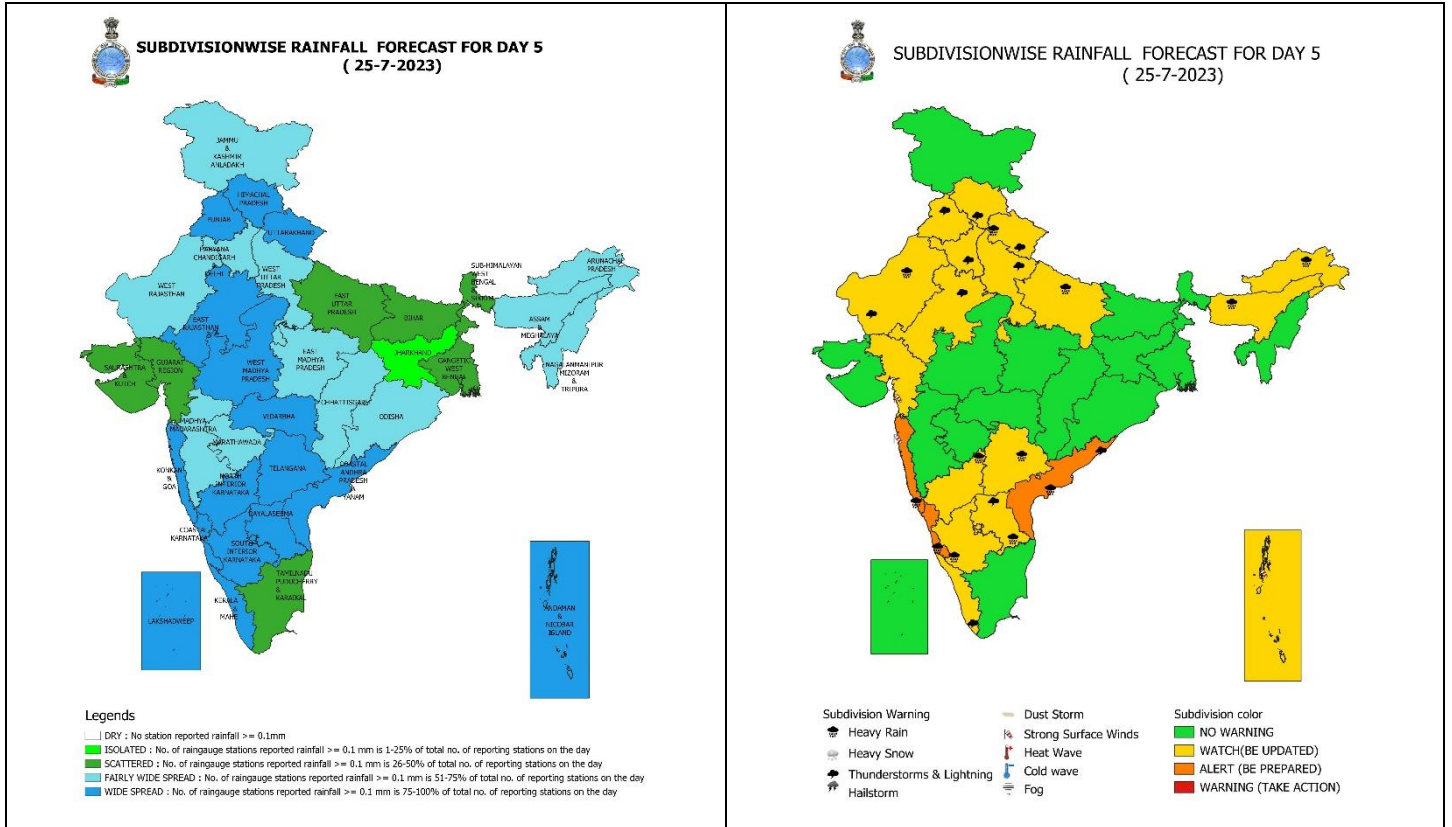 SUBDIVISIONWISE RAINFALL FORECAST FOR DAY 5
( 25-7-2023)
JAMMU
&
KASHMIR
ANLADAKH
HIMACHAL
PRADESH
PUNJAB
UTTARAKHAND
HARYANA
CHANDIGARH
&
DELHI
WEST
UTTAR
PRADESH
WEST
RAJASTHAN
EAST
UTTAR
PRADESH
BIHAR
SUB-HIMALAYAN
WEST
BENGAL
&
SIKKIM
ARUNACHAL
PRADESH
ASSAM
&
MEGHALAYA
NAGALANMANIPUR
MIZORAM
&
TRIPURA
EAST
RAJASTHAN
JHARKHAND
GANGETIC
WEST
BENGAL
SAURASHTRA
&
KUTCH
GUJARAT
REGION
WEST
MADHYA
PRADESH
EAST
MADHYA
PRADESH
CHHATTISGARH
ODISHA
VIDARBHA
MADHYA
MAHARASHTRA
MARATHAWADA
KONKAN
&
GOA
TELANGANA
NORTH
INTERIOR
KARNATAKA
COASTAL
ANDHRA
PRADESH
&
YANAM
RAYALASEEMA
COASTAL
KARNATAKA
SOUTH
INTERIOR
KARNATAKA
TAMILNADU
PUDUCHERRY
&
KARAIKAL
KERALA
&
MAHE
LAKSHADWEEP
ANDAMAN
&
NICOBAR
ISLAND
Legends
DRY : No station reported rainfall >= 0.1mm
ISOLATED : No. of raingauge stations reported rainfall >= 0.1 mm is 1-25% of total no. of reporting stations on the day
SCATTERED : No. of raingauge stations reported rainfall >= 0.1 mm is 26-50% of total no. of reporting stations on the day
FAIRLY WIDE SPREAD : No. of raingauge stations reported rainfall >= 0.1 mm is 51-75% of total no. of reporting stations on the day
WIDE SPREAD : No. of raingauge stations reported rainfall >= 0.1 mm is 75-100% of total no. of reporting stations on the day
SUBDIVISIONWISE RAINFALL FORECAST FOR DAY 5
( 25-7-2023)
Subdivision Warning
Heavy Rain
Heavy Snow
Thunderstorms & Lightning
Hailstorm
Dust Storm
Strong Surface Winds
Heat Wave
Cold wave
Fog
Subdivision color
NO WARNING
WATCH(BE UPDATED)
ALERT (BE PREPARED)
WARNING (TAKE ACTION)